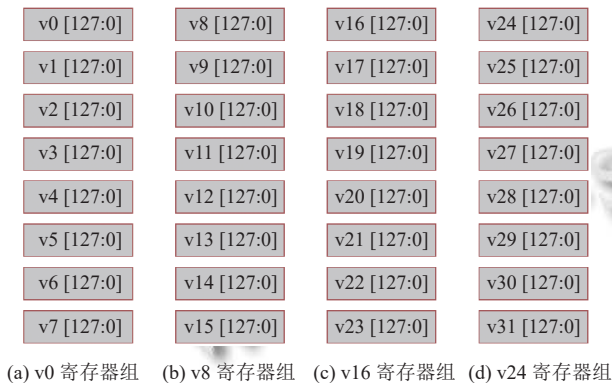 v0 [127:0] v8 [127:0] v16 [127:0] v24 [127:0]
v1 [127:0] v9 [127:0] v17 [127:0] v25 [127:0]
v2 [127:0] v10 [127:0] v18 [127:0] v26 [127:0]
v3 [127:0] v11 [127:0] v19 [127:0] v27 [127:0]
v4 [127:0] v12 [127:0] v20 [127:0] v28 [127:0]
v5 [127:0] v13 [127:0] v21 [127:0] v29 [127:0]
v6 [127:0] v14 [127:0] v22 [127:0] v30 [127:0]
v7 [127:0] v15 [127:0] v23 [127:0] v31 [127:0]
(a) v0 寄存器组 (b) v8 寄存器组 (c) v16 寄存器组 (d) v24 寄存器组